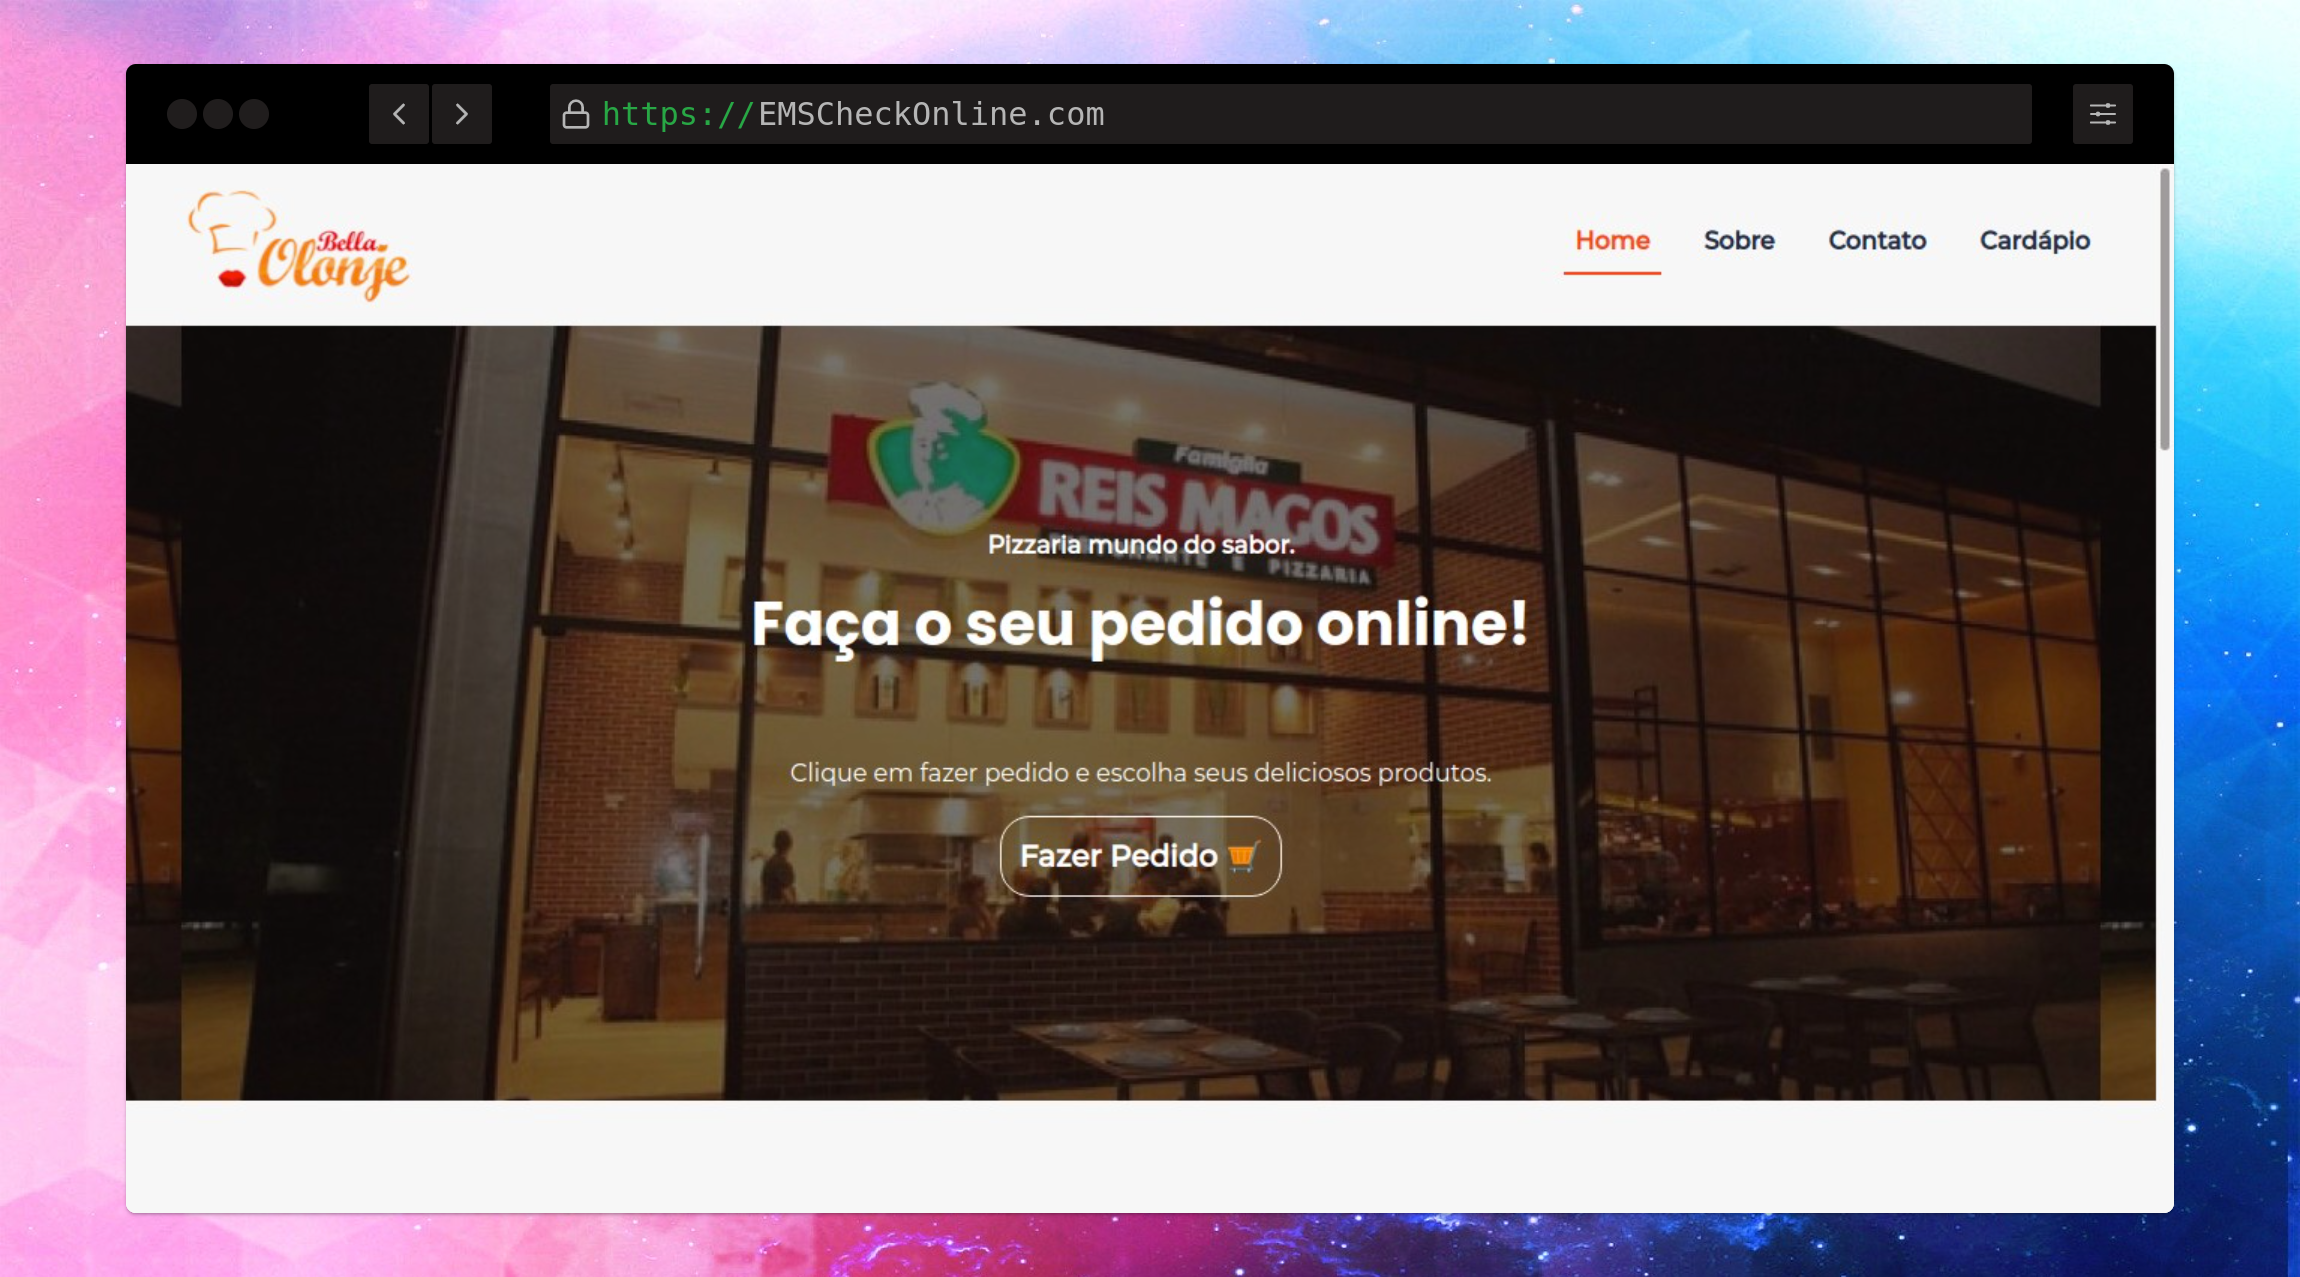 https://EMSCheckOnline.com
Bella
Olonje
Home
Sobre
Contato
Cardápio
Famiglia
REIS MAGOS
E PIZZARIA
Pizzaria mundo do sabor.
Faça o seu pedido online!
Clique em fazer pedido e escolha seus deliciosos produtos.
Fazer Pedido